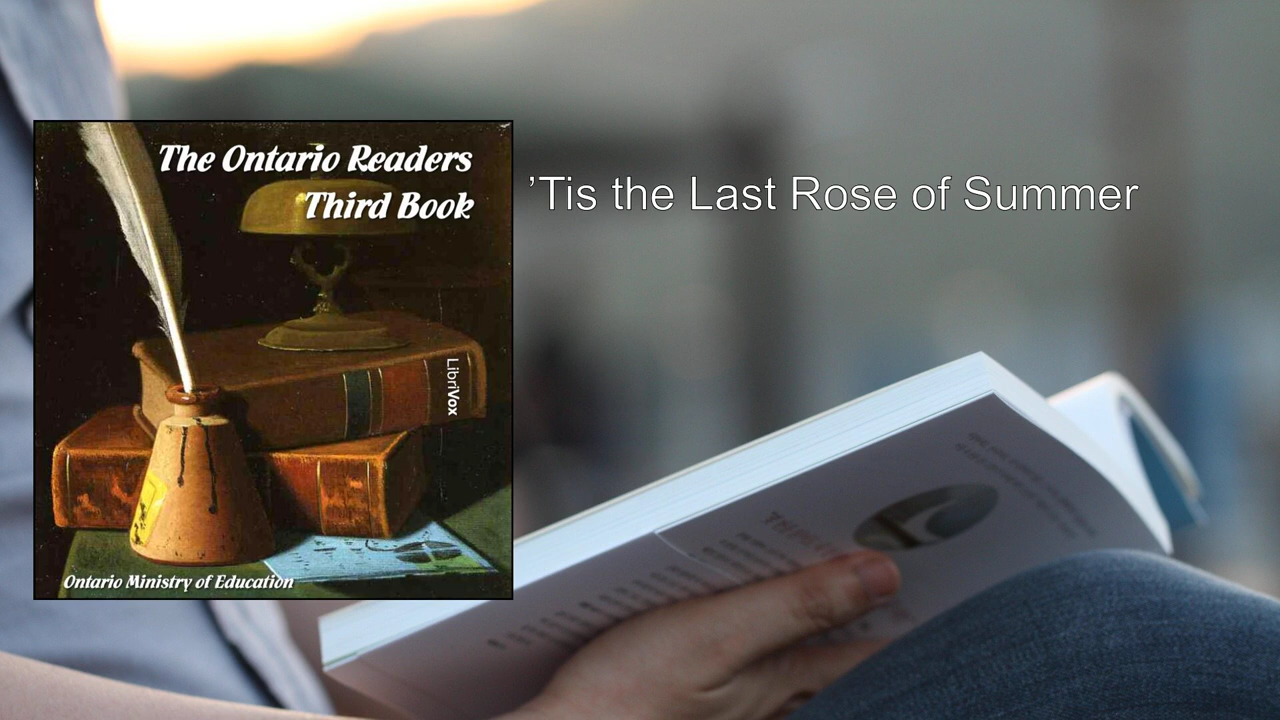 The Ontario Readers
Third Book
LibriVox
Ontario Ministry of Education
’Tis the Last Rose of Summer